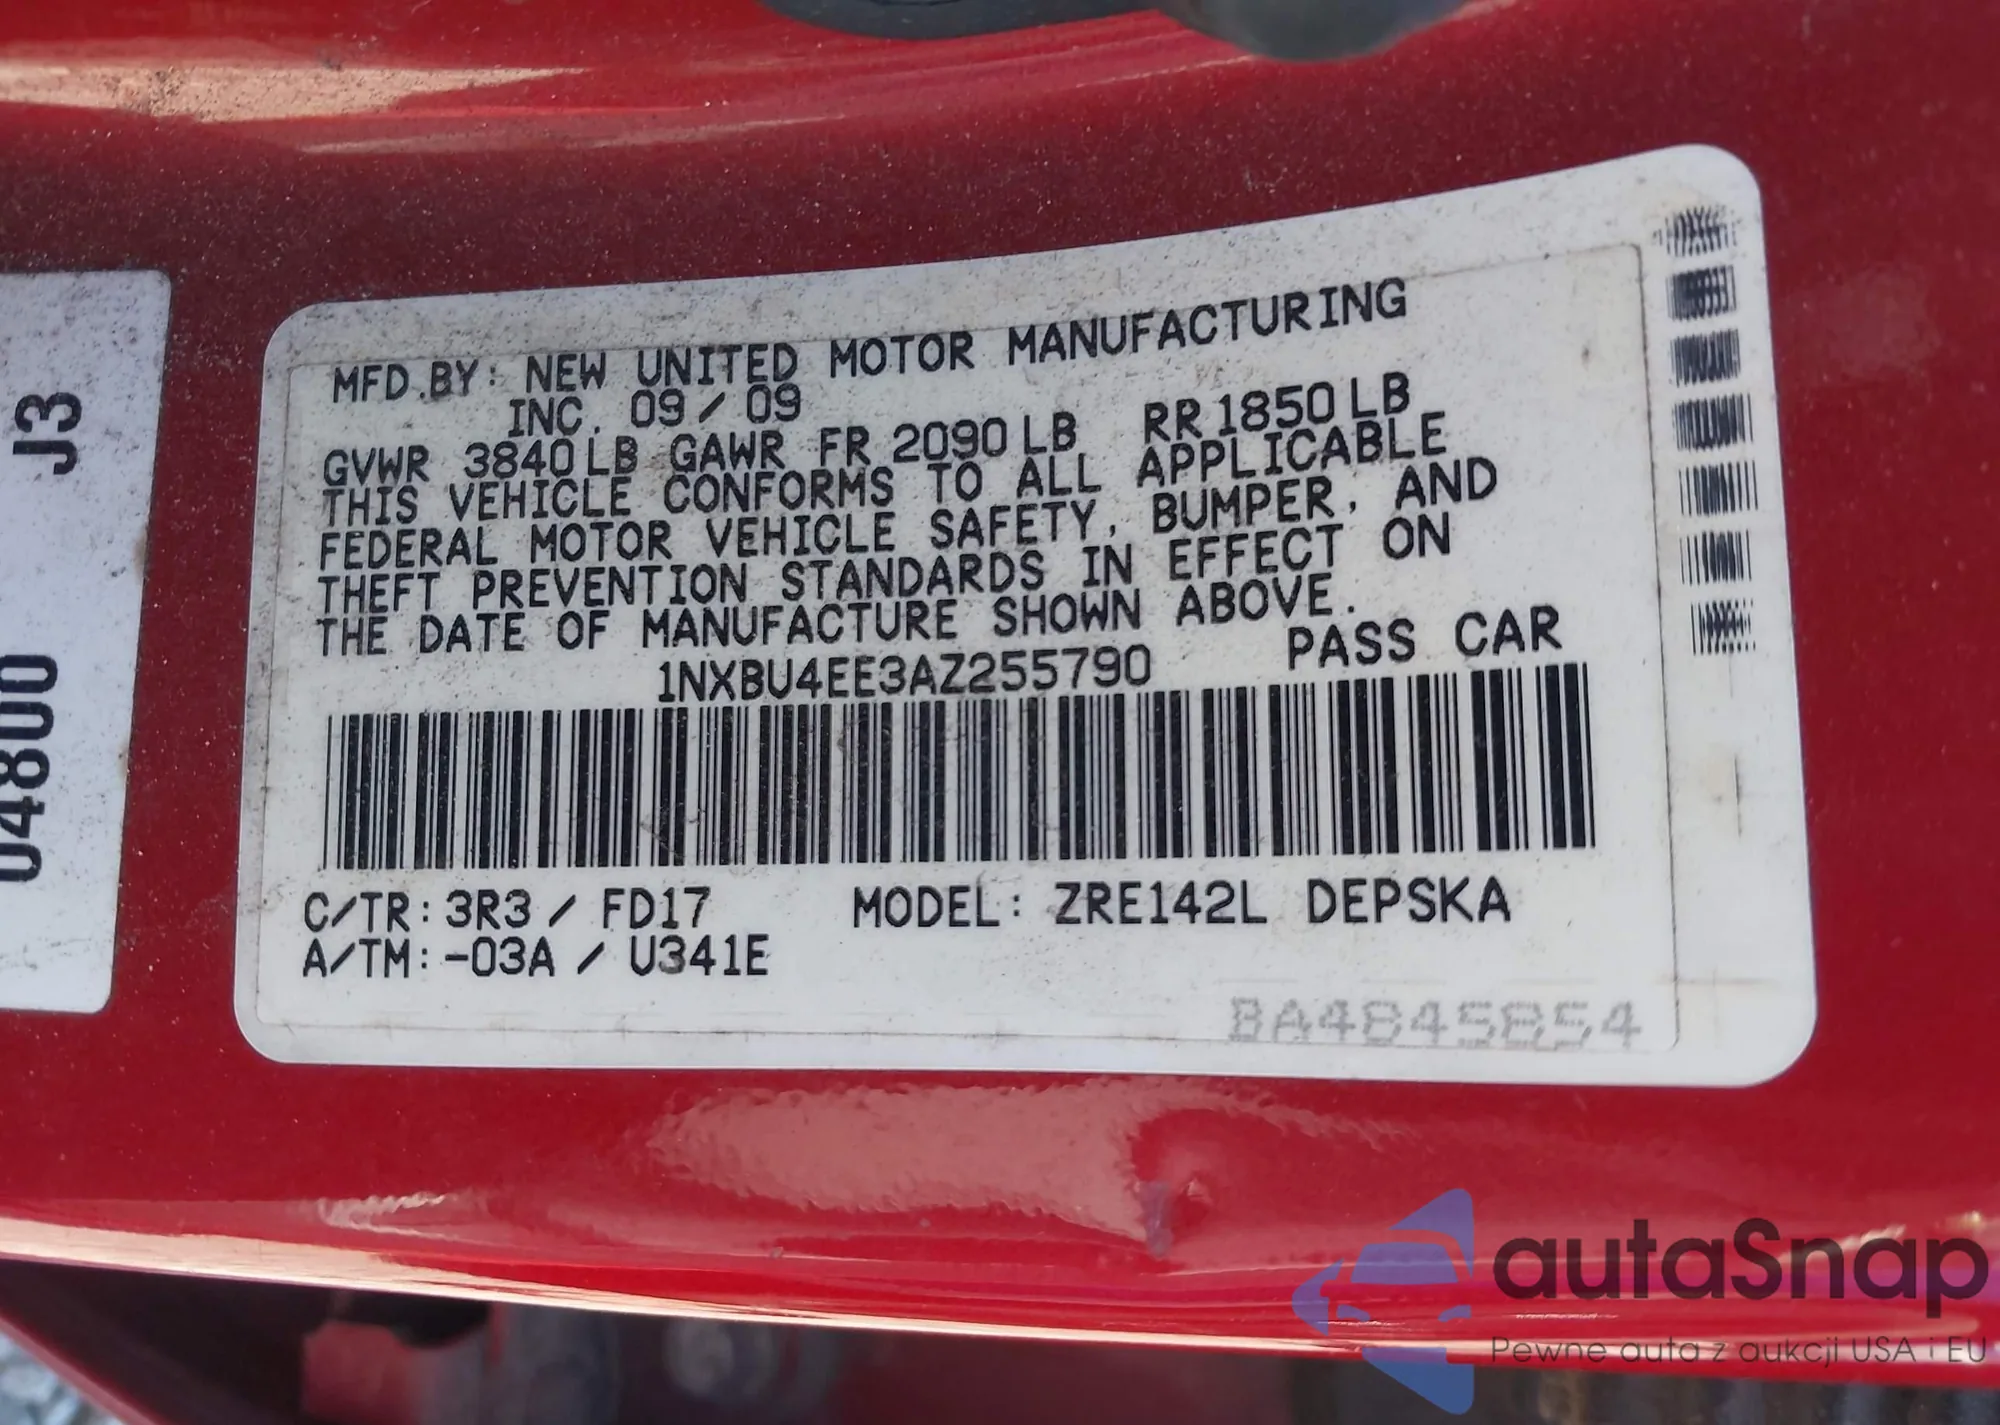 J3
04800
MFD.BY: NEW UNITED MOTOR MANUFACTURING
INC. 09/09
GVWR 3840LB GAWR FR 2090LB RR1850LB
THIS VEHICLE CONFORMS TO ALL APPLICABLE
FEDERAL MOTOR VEHICLE SAFETY, BUMPER, AND
THEFT PREVENTION STANDARDS IN EFFECT ON
THE DATE OF MANUFACTURE SHOWN ABOVE.
1NXBU4EE3AZ255790 PASS CAR
C/TR: 3R3/ FD17 MODEL: ZRE142L DEPSKA
A/TM: -03A / U341E
BA4845854
autaSnap
Pewne auta z aukcji USA i EU